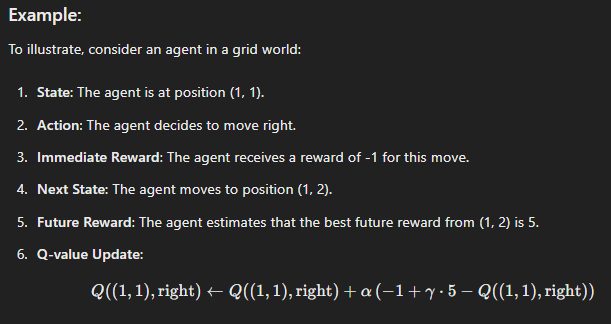 Example:
To illustrate, consider an agent in a grid world:
1. State: The agent is at position (1, 1).
2. Action: The agent decides to move right.
3. Immediate Reward: The agent receives a reward of -1 for this move.
4. Next State: The agent moves to position (1, 2).
5. Future Reward: The agent estimates that the best future reward from (1, 2) is 5.
6. Q-value Update:
Q((1, 1), right) ← Q((1, 1), right) + α (−1 + γ · 5 − Q((1, 1), right))